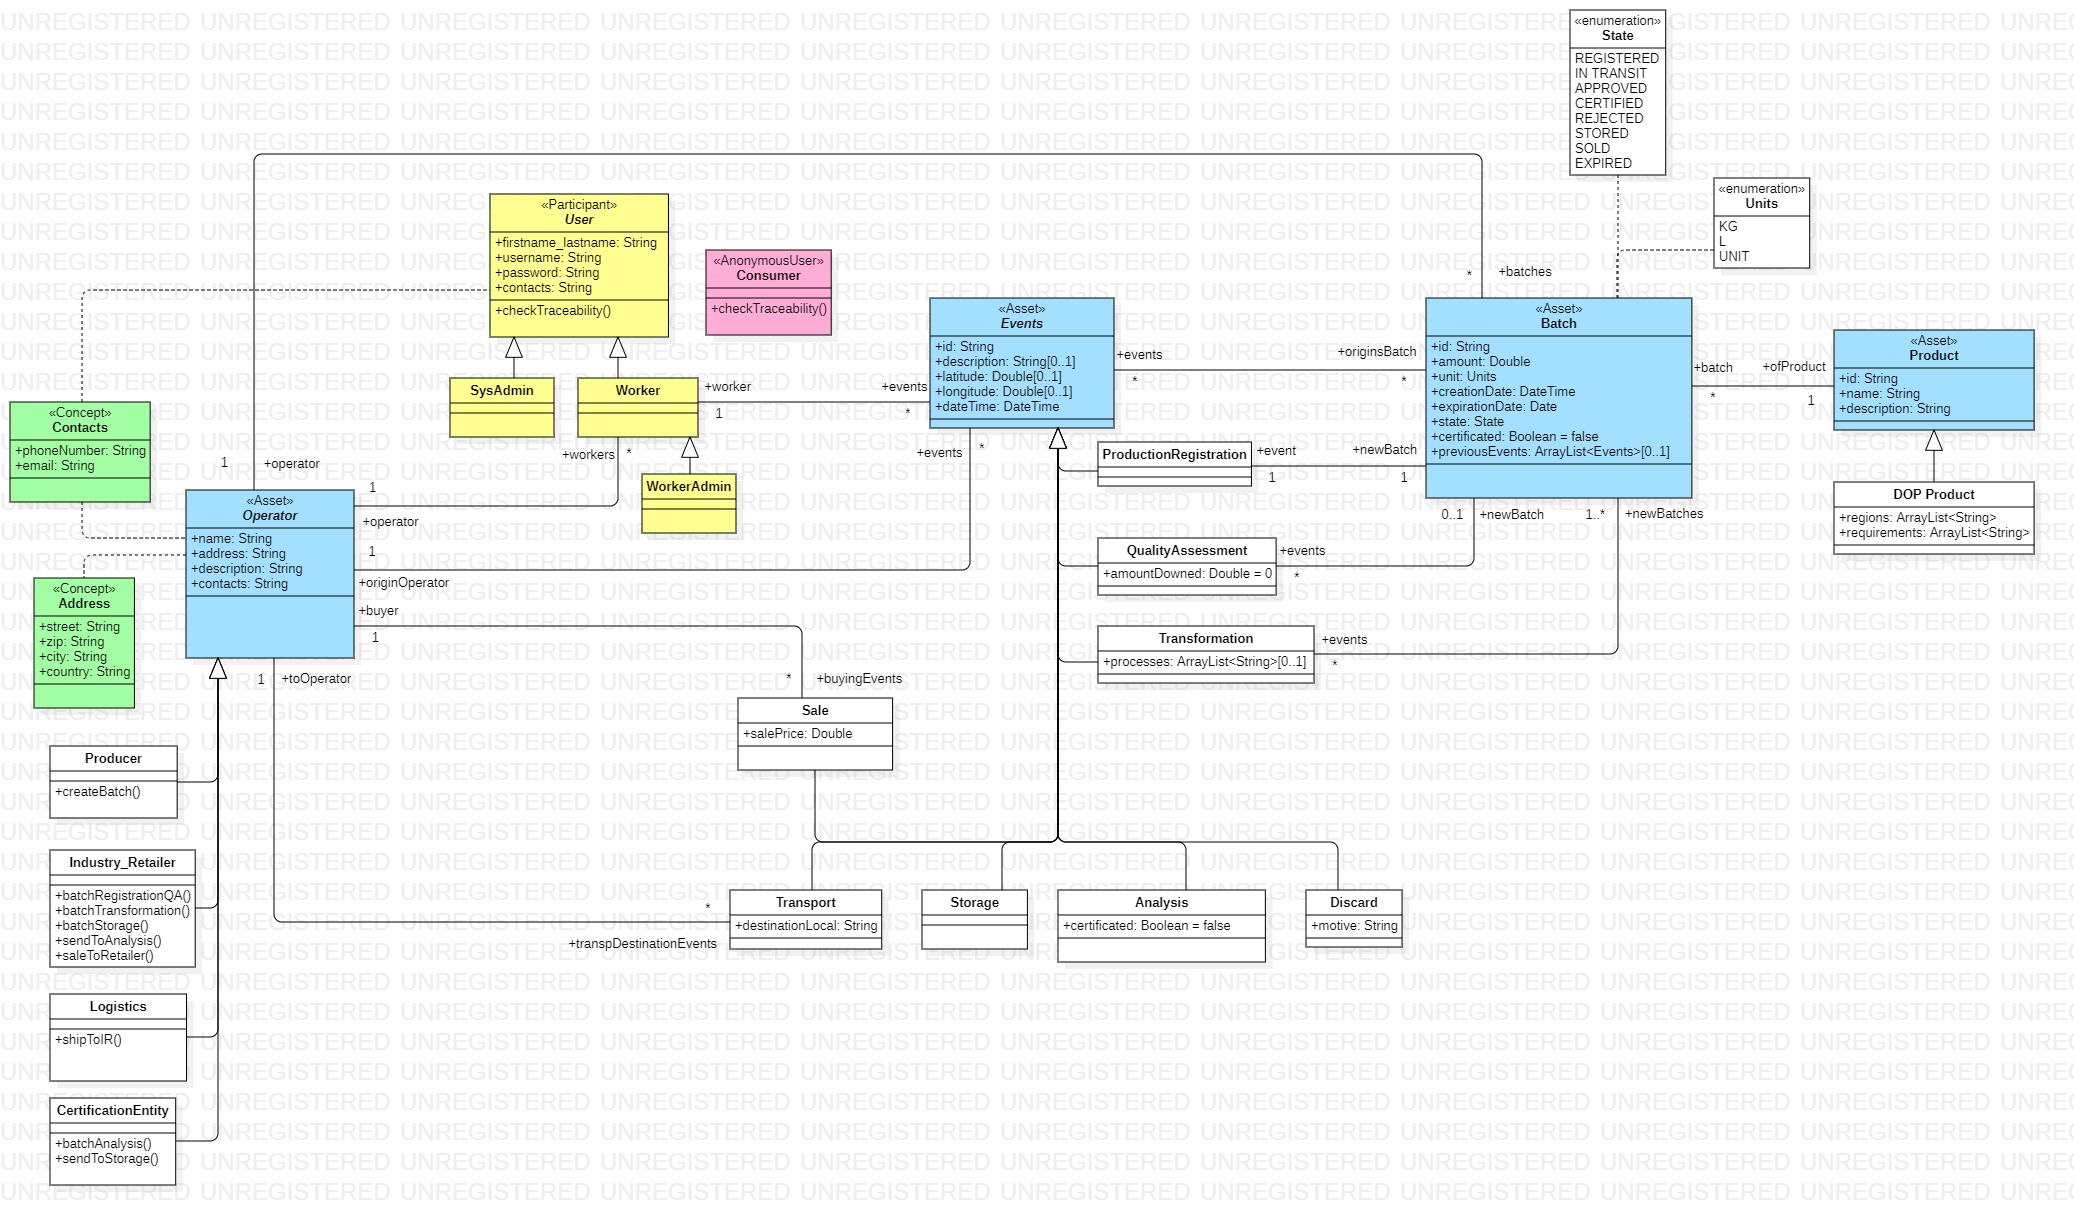 «enumeration»
State
REGISTERED
IN TRANSIT
APPROVED
CERTIFIED
REJECTED
STORED
SOLD
EXPIRED
«enumeration»
Units
KG
L
UNIT
«Participant»
User
+firstname_lastname: String
+username: String
+password: String
+contacts: String
+checkTraceability()
«AnonymousUser»
Consumer
+checkTraceability()
SysAdmin
Worker
WorkerAdmin
+worker
1
+events
*
+workers
*
«Asset»
Events
+id: String
+description: String[0..1]
+latitude: Double[0..1]
+longitude: Double[0..1]
+dateTime: DateTime
+events
*
+originsBatch
*
*
+batches
«Asset»
Batch
+id: String
+amount: Double
+unit: Units
+creationDate: DateTime
+expirationDate: Date
+state: State
+certificated: Boolean = false
+previousEvents: ArrayList<Events>[0..1]
+batch
*
+ofProduct
1
«Asset»
Product
+id: String
+name: String
+description: String
DOP Product
+regions: ArrayList<String>
+requirements: ArrayList<String>
«Concept»
Contacts
+phoneNumber: String
+email: String
«Concept»
Address
+street: String
+zip: String
+city: String
+country: String
1
+operator
«Asset»
Operator
+name: String
+address: String
+description: String
+contacts: String
1
+operator
1
+originOperator
+buyer
1
1
+toOperator
+events
*
ProductionRegistration
+event
1
+newBatch
1
0..1
+newBatch
1..*
+newBatches
QualityAssessment
+amountDowned: Double = 0
+events
*
Transformation
+processes: ArrayList<String>[0..1]
+events
*
*
+buyingEvents
Sale
+salePrice: Double
Producer
+createBatch()
Industry_Retailer
+batchRegistrationQA()
+batchTransformation()
+batchStorage()
+sendToAnalysis()
+saleToRetailer()
Logistics
+shipToIR()
CertificationEntity
+batchAnalysis()
+sendToStorage()
*
+transpDestinationEvents
Transport
+destinationLocal: String
Storage
Analysis
+certificated: Boolean = false
Discard
+motive: String
UNREGISTERED